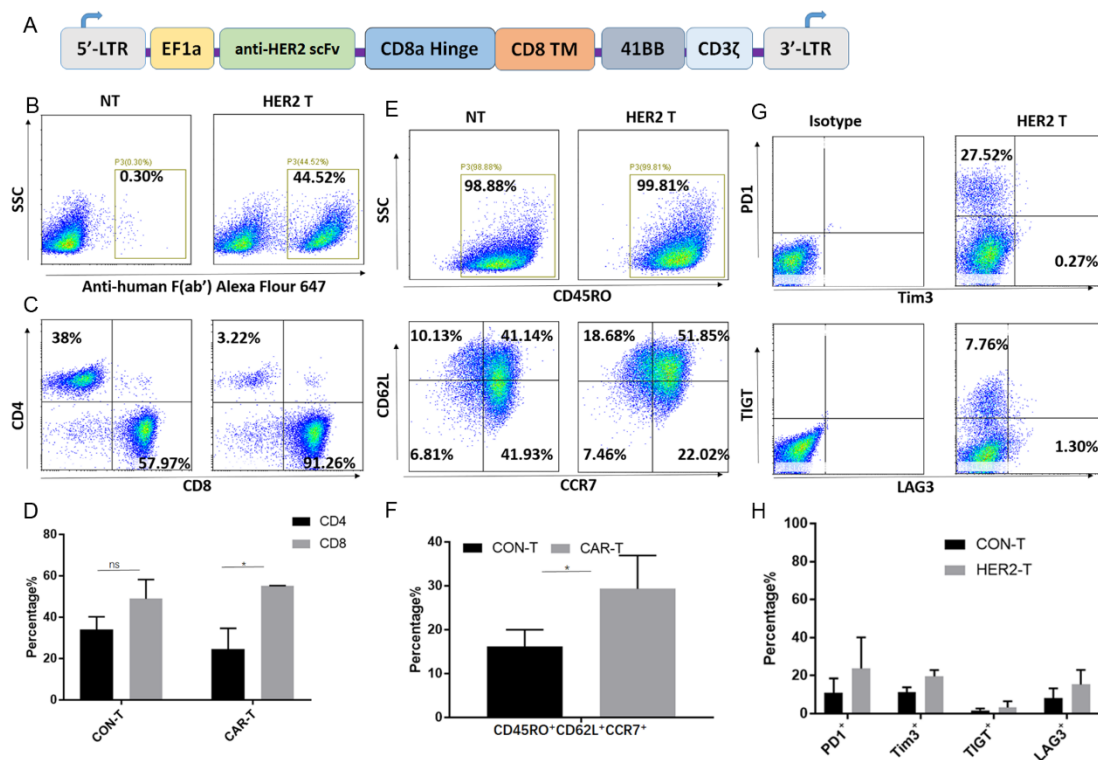 A
5'-LTR EF1a anti-HER2 scFv CD8a Hinge CD8 TM 41BB CD3ζ 3'-LTR
B
NT HER2 T
SSC
P3(0.30%)
0.30%
P3(44.52%)
44.52%
Anti-human F(ab') Alexa Flour 647
C
CD4
38%
57.97%
3.22%
91.26%
CD8
D
CD4
CD8
Percentage%
80
60
40
20
0
ns
*
CON-T CAR-T
E
NT HER2 T
SSC
P3(98.88%)
98.88%
P3(99.81%)
99.81%
CD45RO
CD62L
10.13% 41.14%
6.81% 41.93%
18.68% 51.85%
7.46% 22.02%
CCR7
F
CON-T CAR-T
Percentage%
40
30
20
10
0
*
CD45RO+CD62L+CCR7+
G
Isotype HER2 T
PD1
27.52%
0.27%
Tim3
TIGT
7.76%
1.30%
LAG3
H
CON-T
HER2-T
Percentage%
100
80
60
40
20
0
PD1+ Tim3+ TIGT+ LAG3+